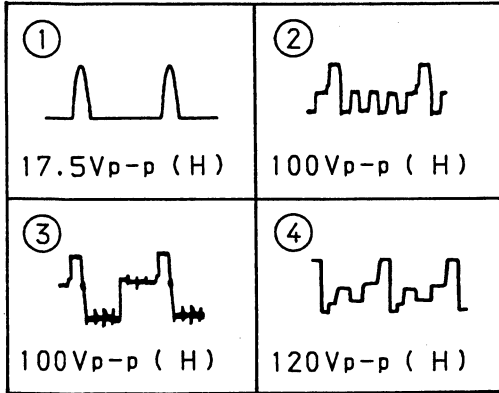 ①
②
17.5Vp-p ( H )
100Vp-p ( H )
③
④
100Vp-p ( H )
120Vp-p ( H )